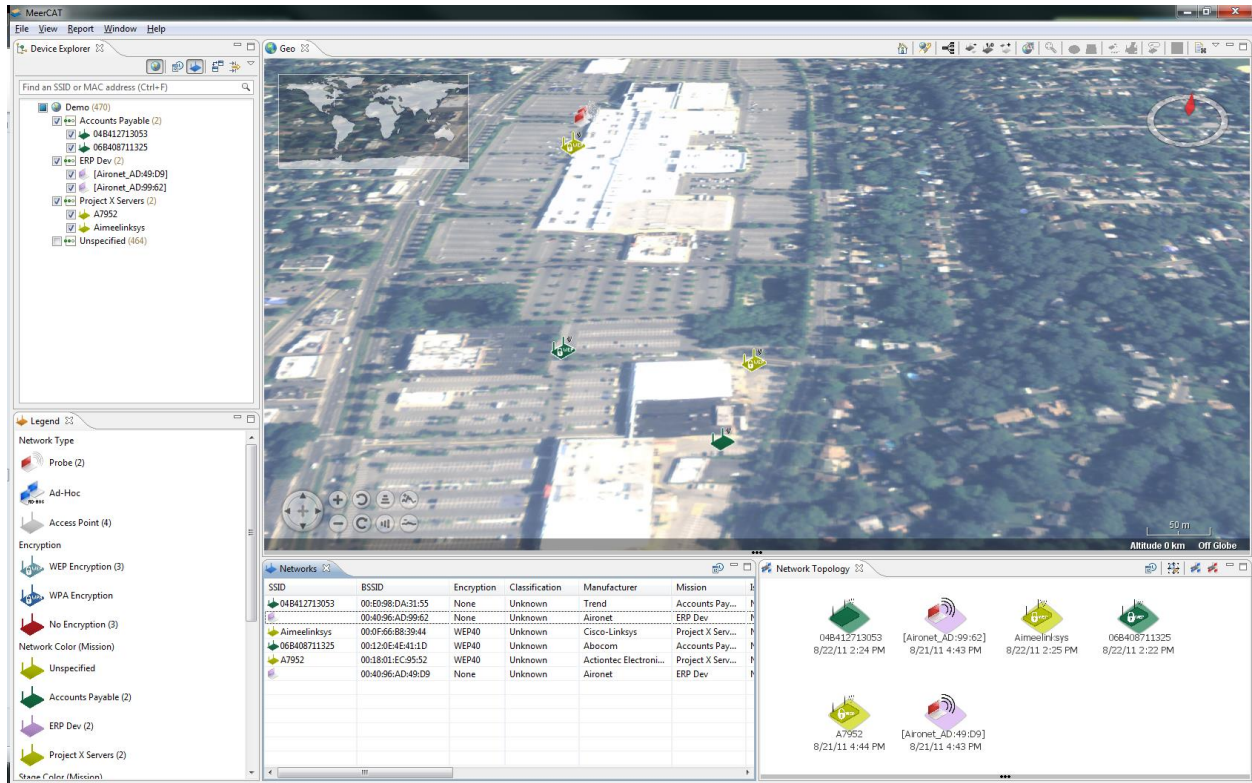 MeerCAT
File View Report Window Help
Device Explorer
Find an SSID or MAC address (Ctrl+F)
Demo (470)
Accounts Payable (2)
04B412713053
06B408711325
ERP Dev (2)
[Aironet_AD:49:D9]
[Aironet_AD:99:62]
Project X Servers (2)
A7952
Aimeelinksys
Unspecified (464)
Geo
50 m
Altitude 0 km Off Globe
Legend
Network Type
Probe (2)
Ad-Hoc
Access Point (4)
Encryption
WEP Encryption (3)
WPA Encryption
No Encryption (3)
Network Color (Mission)
Unspecified
Accounts Payable (2)
ERP Dev (2)
Project X Servers (2)
Stage Color (Mission)
Networks
SSID BSSID Encryption Classification Manufacturer Mission
04B412713053 00:E0:98:DA:31:55 None Unknown Trend Accounts Pay...
00:40:96:AD:99:62 None Unknown Aironet ERP Dev
Aimeelinksys 00:0F:66:B8:39:44 WEP40 Unknown Cisco-Linksys Project X Serv...
06B408711325 00:12:0E:4E:41:1D WEP40 Unknown Abocom Accounts Pay...
A7952 00:18:01:EC:95:52 WEP40 Unknown Actiontec Electroni... Project X Serv...
00:40:96:AD:49:D9 None Unknown Aironet ERP Dev
Network Topology
04B412713053 [Aironet_AD:99:62] Aimeelinksys 06B408711325
8/22/11 2:24 PM 8/21/11 4:43 PM 8/22/11 2:25 PM 8/22/11 2:22 PM
A7952 [Aironet_AD:49:D9]
8/21/11 4:44 PM 8/21/11 4:43 PM